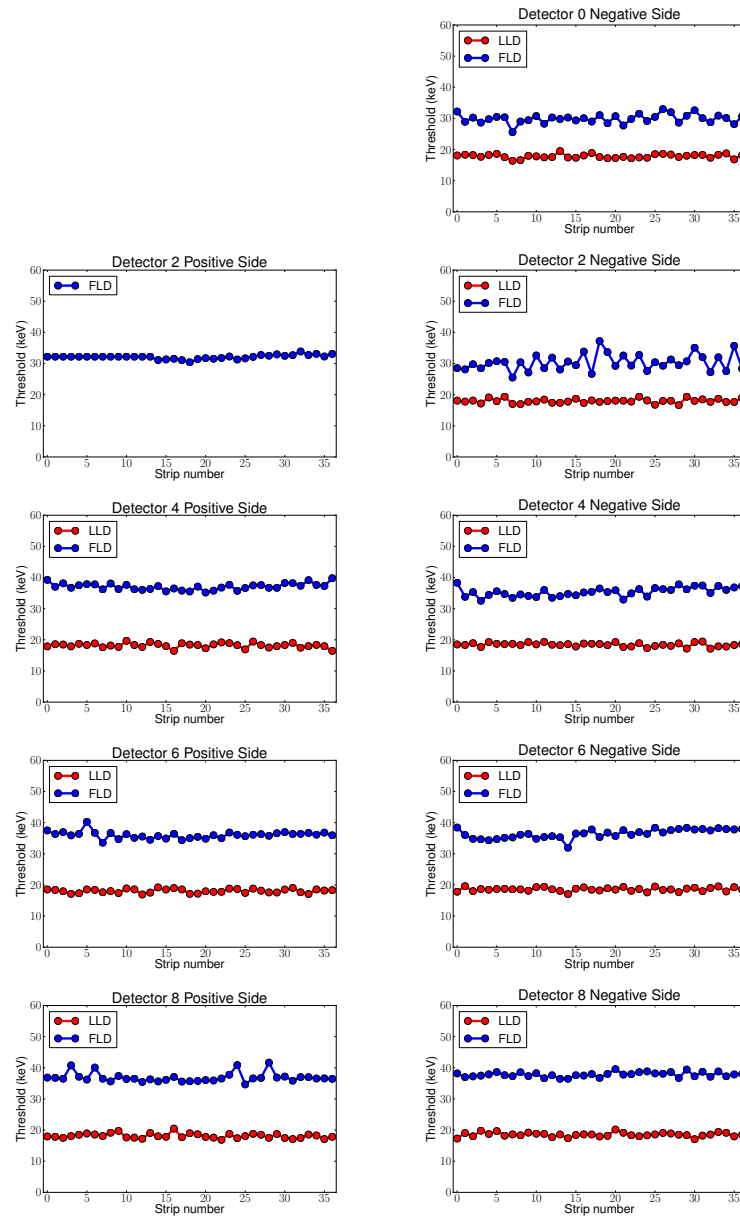 Detector 0 Negative Side
60
50
40
30
20
10
0
Threshold (keV)
LLD
FLD
0 5 10 15 20 25 30 35
Strip number
Detector 2 Positive Side
60
50
40
30
20
10
0
Threshold (keV)
FLD
0 5 10 15 20 25 30 35
Strip number
Detector 2 Negative Side
60
50
40
30
20
10
0
Threshold (keV)
LLD
FLD
0 5 10 15 20 25 30 35
Strip number
Detector 4 Positive Side
60
50
40
30
20
10
0
Threshold (keV)
LLD
FLD
0 5 10 15 20 25 30 35
Strip number
Detector 4 Negative Side
60
50
40
30
20
10
0
Threshold (keV)
LLD
FLD
0 5 10 15 20 25 30 35
Strip number
Detector 6 Positive Side
60
50
40
30
20
10
0
Threshold (keV)
LLD
FLD
0 5 10 15 20 25 30 35
Strip number
Detector 6 Negative Side
60
50
40
30
20
10
0
Threshold (keV)
LLD
FLD
0 5 10 15 20 25 30 35
Strip number
Detector 8 Positive Side
60
50
40
30
20
10
0
Threshold (keV)
LLD
FLD
0 5 10 15 20 25 30 35
Strip number
Detector 8 Negative Side
60
50
40
30
20
10
0
Threshold (keV)
LLD
FLD
0 5 10 15 20 25 30 35
Strip number